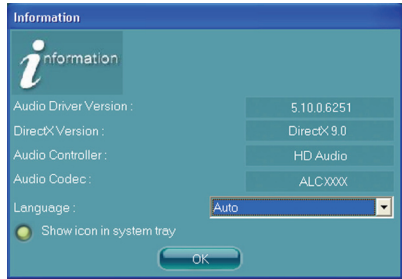 Information
information
Audio Driver Version : 5.10.0.6251
DirectX Version : DirectX 9.0
Audio Controller : HD Audio
Audio Codec : ALCXXXX
Language : Auto
Show icon in system tray
OK